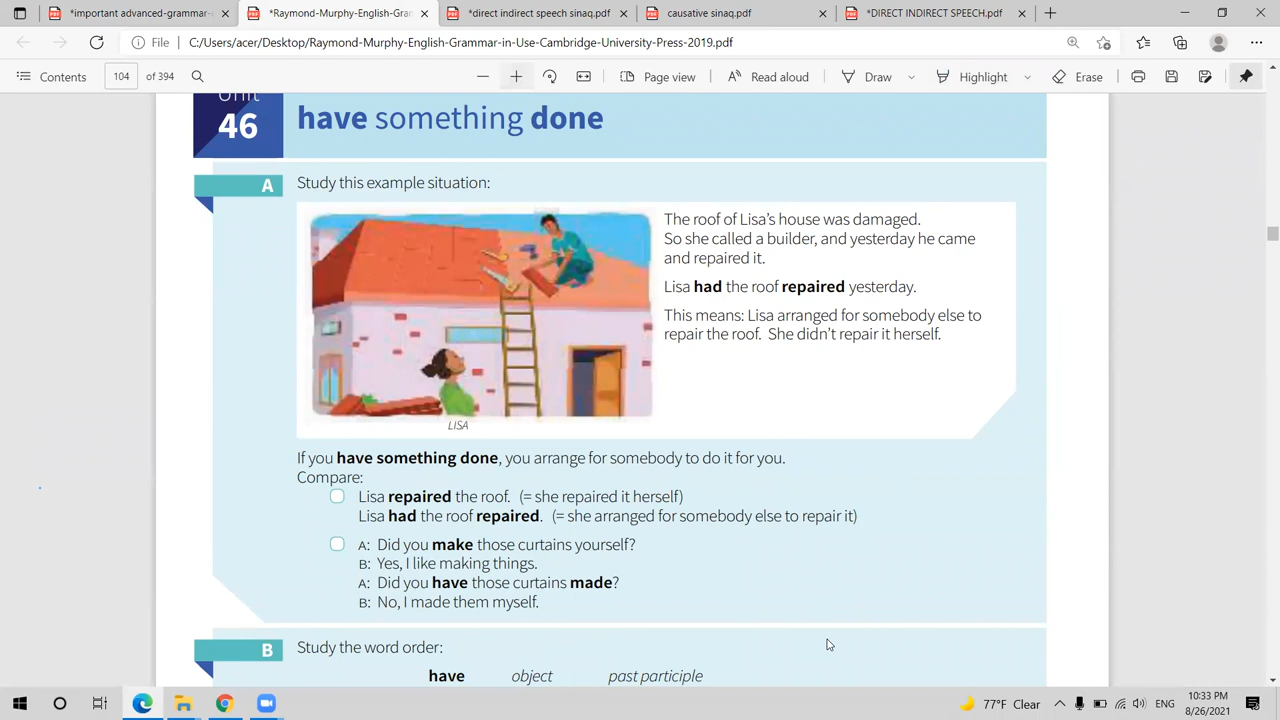 *important advanced-grammar-
*Raymond-Murphy-English-Gra
*direct indirect speech sinaq.pdf
causative sinaq.pdf
*DIRECT INDIRECT SPEECH.pdf
File C:/Users/acer/Desktop/Raymond-Murphy-English-Grammar-in-Use-Cambridge-University-Press-2019.pdf
Contents 104 of 394 Page view Read aloud Draw Highlight Erase
Unit
46
have something done
A
Study this example situation:
The roof of Lisa's house was damaged.
So she called a builder, and yesterday he came
and repaired it.
Lisa had the roof repaired yesterday.
This means: Lisa arranged for somebody else to
repair the roof. She didn't repair it herself.
LISA
If you have something done, you arrange for somebody to do it for you.
Compare:
Lisa repaired the roof. (= she repaired it herself)
Lisa had the roof repaired. (= she arranged for somebody else to repair it)
A: Did you make those curtains yourself?
B: Yes, I like making things.
A: Did you have those curtains made?
B: No, I made them myself.
B
Study the word order:
have object past participle
77°F Clear
ENG
10:33 PM
8/26/2021